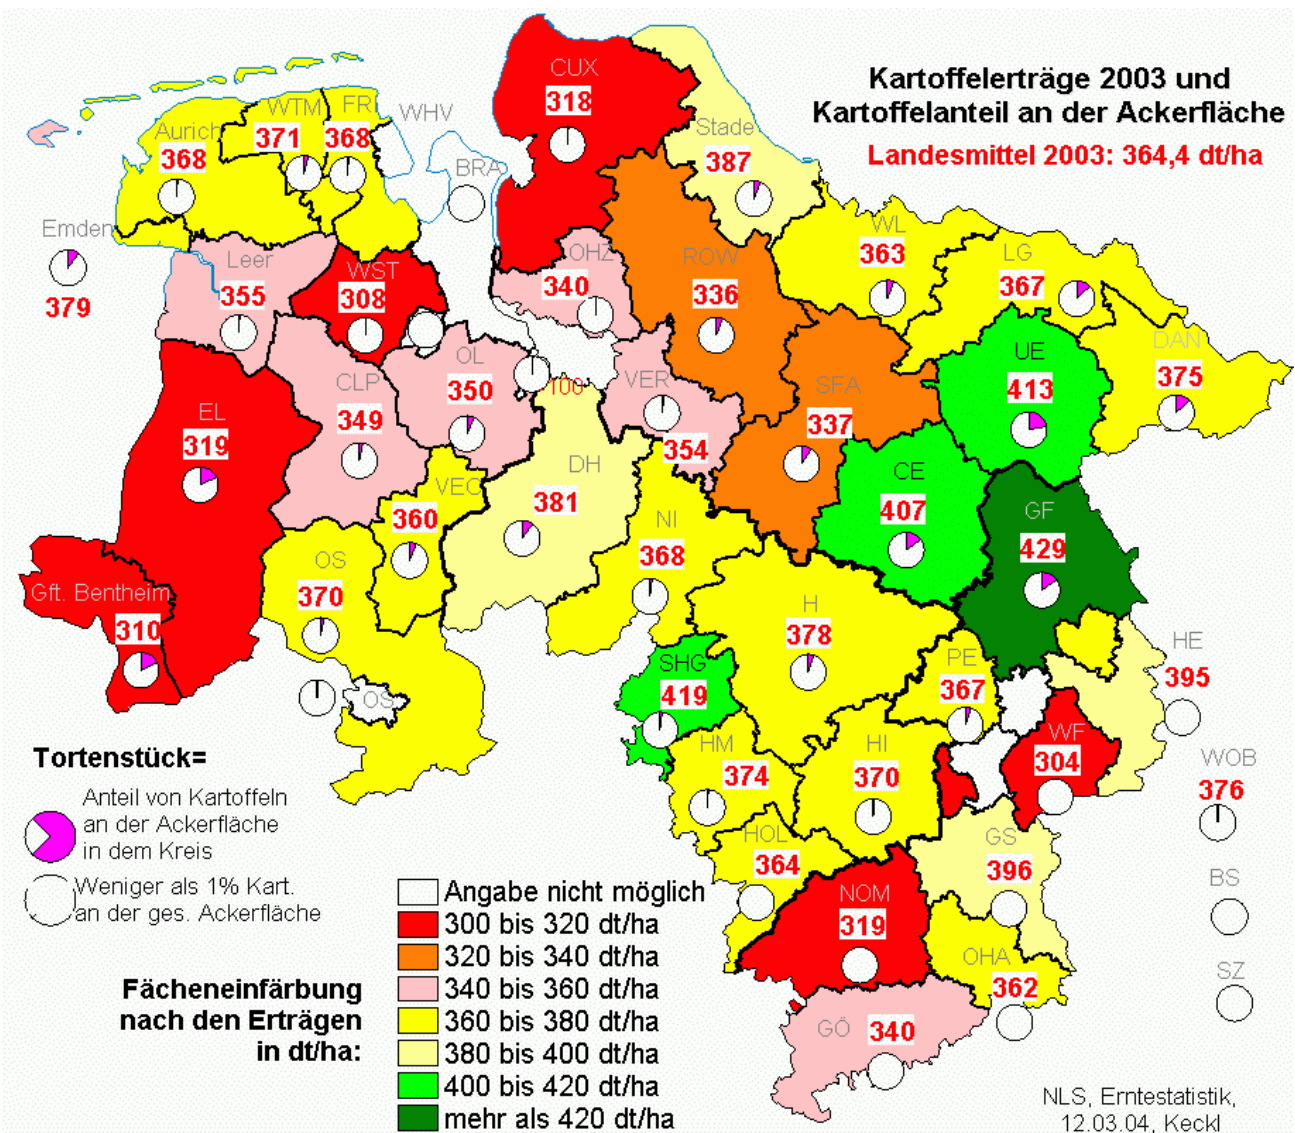 Kartoffelerträge 2003 und
Kartoffelanteil an der Ackerfläche
Landesmittel 2003: 364,4 dt/ha
CUX
318
Stade
387
WTM
371
FRI
368
WHV
BRA
Aurich
368
Emden
379
Leer
355
WST
308
OHZ
340
ROW
336
WL
363
LG
367
DAN
375
UE
413
EL
319
CLP
349
OL
350
100
VER
354
SFA
337
CE
407
GF
429
VEC
360
DH
381
NI
368
OS
370
Gft. Bentheim
310
OS
H
378
SHG
419
PE
367
HE
395
HM
374
HI
370
WF
304
WOB
376
HOL
364
GS
396
BS
NOM
319
OHA
362
SZ
GÖ
340
Tortenstück=
Anteil von Kartoffeln
an der Ackerfläche
in dem Kreis
Weniger als 1% Kart.
an der ges. Ackerfläche
Fächeneinfärbung
nach den Erträgen
in dt/ha:
Angabe nicht möglich
300 bis 320 dt/ha
320 bis 340 dt/ha
340 bis 360 dt/ha
360 bis 380 dt/ha
380 bis 400 dt/ha
400 bis 420 dt/ha
mehr als 420 dt/ha
NLS, Erntestatistik,
12.03.04, Keckl